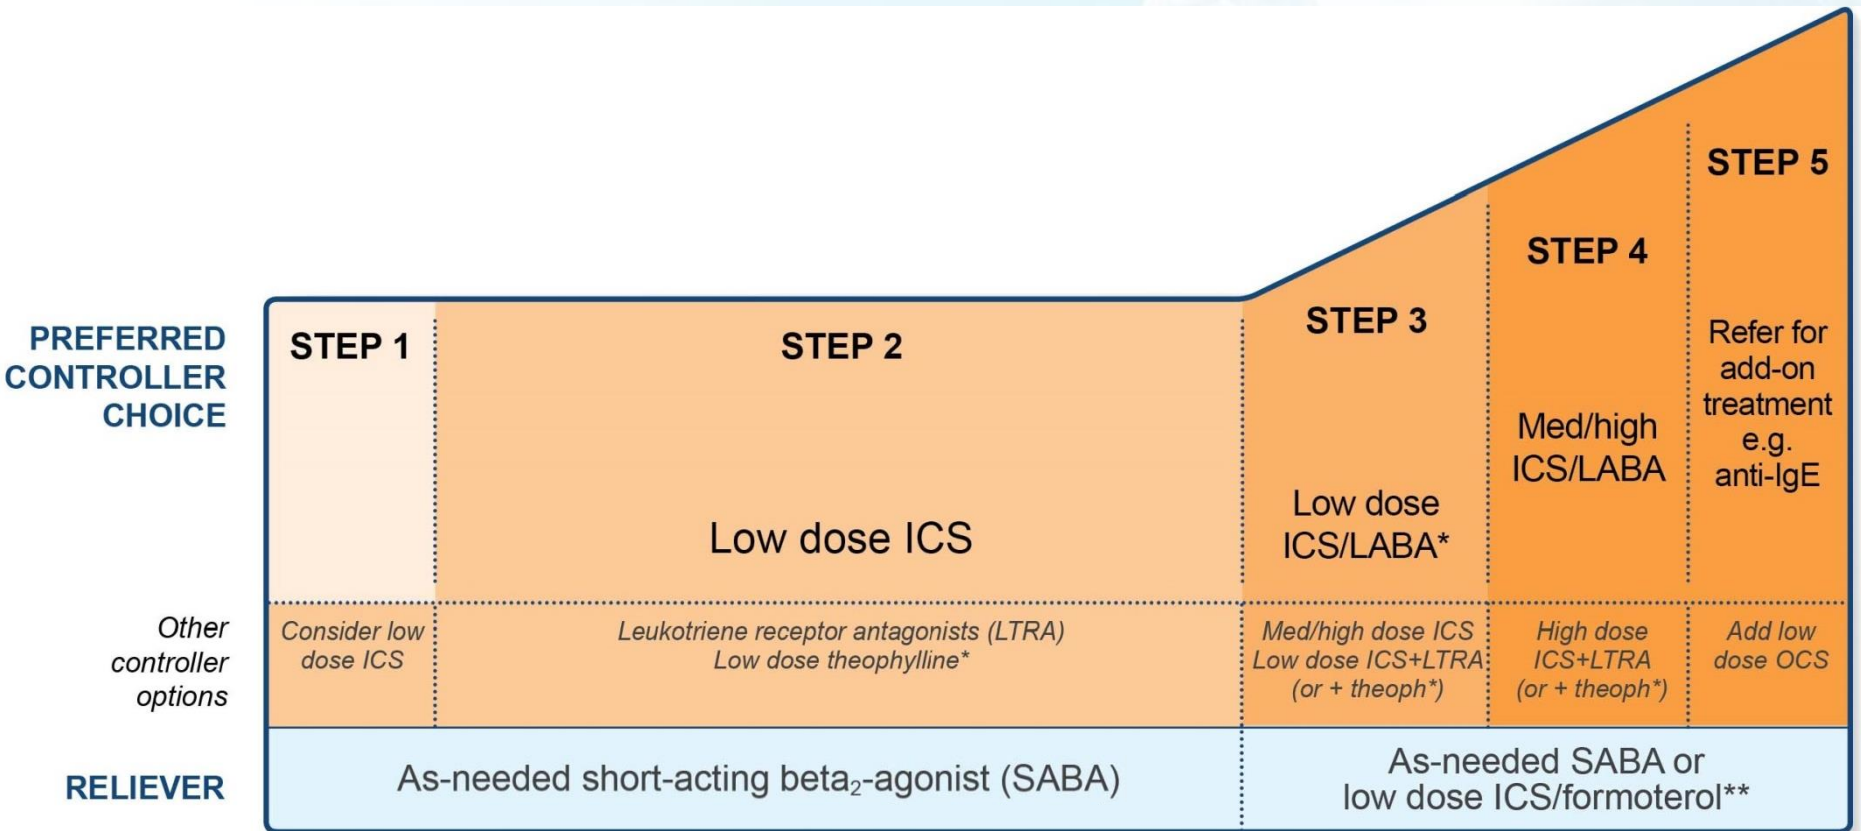 STEP 5
STEP 4
STEP 3
PREFERRED
CONTROLLER
CHOICE
STEP 1
STEP 2
Low dose ICS
Low dose
ICS/LABA*
Med/high
ICS/LABA
Refer for
add-on
treatment
e.g.
anti-IgE
Other
controller
options
Consider low
dose ICS
Leukotriene receptor antagonists (LTRA)
Low dose theophylline*
Med/high dose ICS
Low dose ICS+LTRA
(or + theoph*)
High dose
ICS+LTRA
(or + theoph*)
Add low
dose OCS
RELIEVER
As-needed short-acting beta₂-agonist (SABA)
As-needed SABA or
low dose ICS/formoterol**